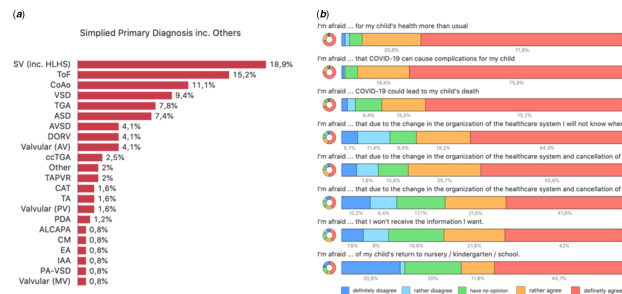 (a)
Simplied Primary Diagnosis inc. Others
SV (inc. HLHS) 18,9%
ToF 15,2%
CoAo 11,1%
VSD 9,4%
TGA 7,8%
ASD 7,4%
AVSD 4,1%
DORV 4,1%
Valvular (AV) 4,1%
ccTGA 2,5%
Other 2%
TAPVR 2%
CAT 1,6%
TA 1,6%
Valvular (PV) 1,6%
PDA 1,2%
ALCAPA 0,8%
CM 0,8%
EA 0,8%
IAA 0,8%
PA-VSD 0,8%
Valvular (MV) 0,8%
(b)
I'm afraid ... for my child's health more than usual
20,8% 71,8%
I'm afraid ... that COVID-19 can cause complications for my child
18,4% 75,9%
I'm afraid ... COVID-19 could lead to my child's death
9,4% 15,5% 70,2%
I'm afraid ... that due to the change in the organization of the healthcare system I will not know wher
5,7% 11,4% 9,4% 19,2% 54,3%
I'm afraid ... that due to the change in the organization of the healthcare system and cancellation of
7,8% 10,6% 25,7% 50,6%
I'm afraid ... that due to the change in the organization of the healthcare system and cancellation of
10,2% 9,4% 17,1% 21,6% 41,6%
I'm afraid ... that I won't receive the information I want.
7,8% 9% 19,6% 21,6% 42%
I'm afraid ... of my child's return to nursery / kindergarten / school.
20,8% 20% 11,8% 45,7%
definitely disagree rather disagree have no opinion rather agree definetly agree